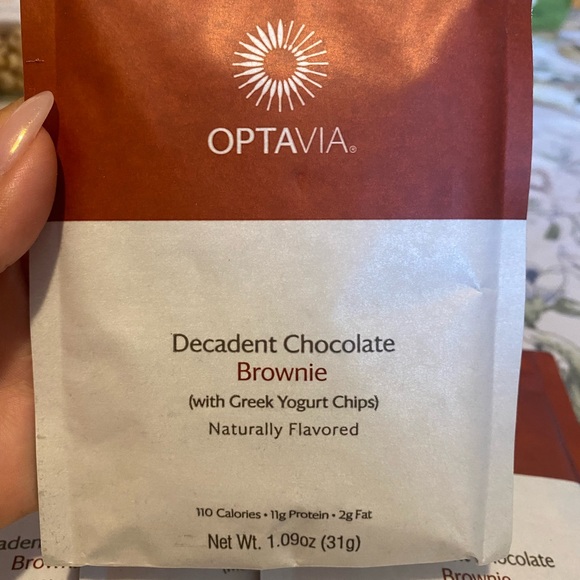 OPTAVIA®
Decadent Chocolate
Brownie
(with Greek Yogurt Chips)
Naturally Flavored
110 Calories • 11g Protein • 2g Fat
Net Wt. 1.09oz (31g)
Brownie